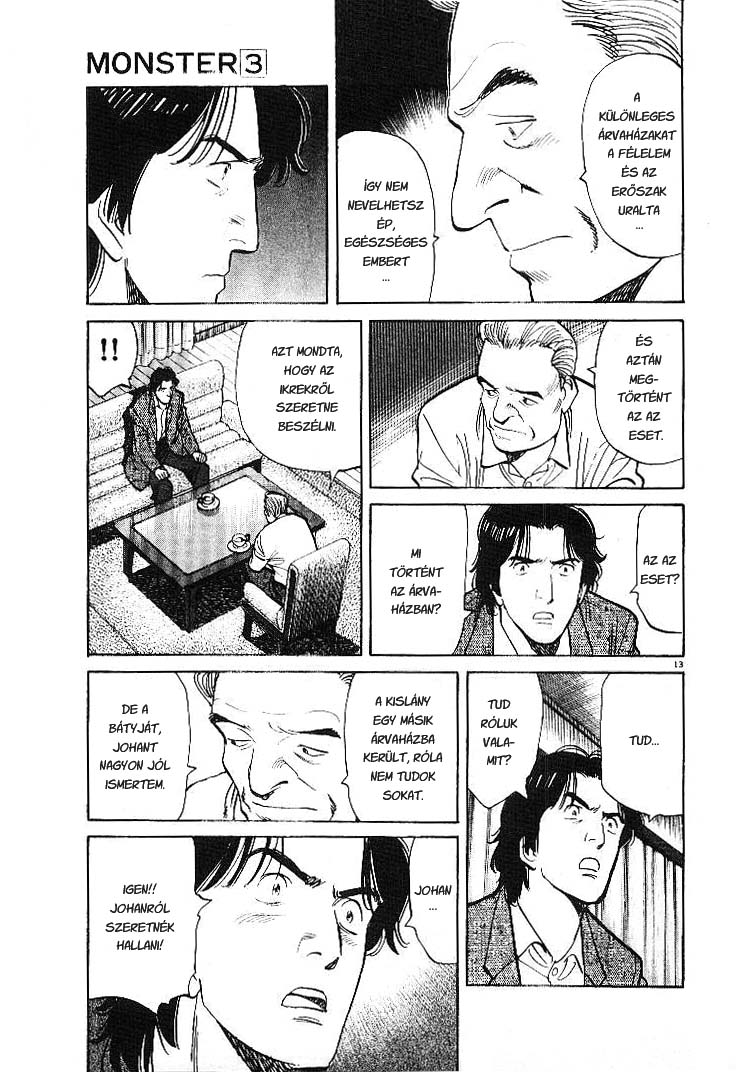 MONSTER 3
A
KÜLÖNLEGES
ÁRVAHÁZAKAT
A FÉLELEM
ÉS AZ
ERŐSZAK
URALTA
...
ÍGY NEM
NEVELHETSZ
ÉP,
EGÉSZSÉGES
EMBERT
...
ÉS
AZTÁN
MEG-
TÖRTÉNT
AZ AZ
ESET.
AZT MONDTA,
HOGY AZ
IKREKRŐL
SZERETNE
BESZÉLNI.
!!
AZ AZ
ESET?
MI
TÖRTÉNT
AZ ÁRVA-
HÁZBAN?
13
TUD...
TUD
RÓLUK
VALA-
MIT?
A KISLÁNY
EGY MÁSIK
ÁRVAHÁZBA
KERÜLT, RÓLA
NEM TUDOK
SOKAT.
DE A
BÁTYJÁT,
JOHANT
NAGYON JÓL
ISMERTEM.
JOHAN
...
IGEN!!
JOHANRÓL
SZERETNÉK
HALLANI!